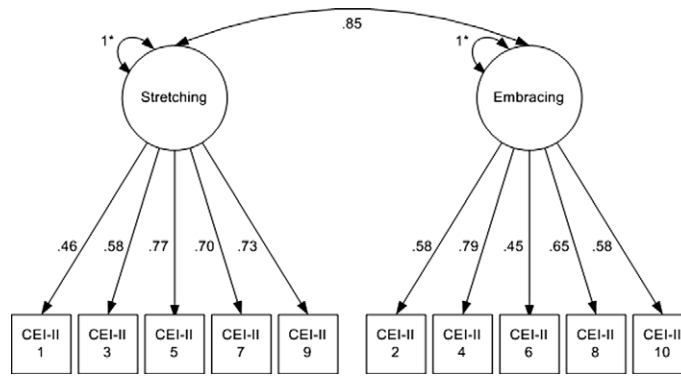 .85
1*
1*
Stretching
Embracing
.46
.58
.77
.70
.73
.58
.79
.45
.65
.58
CEI-II
1
CEI-II
3
CEI-II
5
CEI-II
7
CEI-II
9
CEI-II
2
CEI-II
4
CEI-II
6
CEI-II
8
CEI-II
10